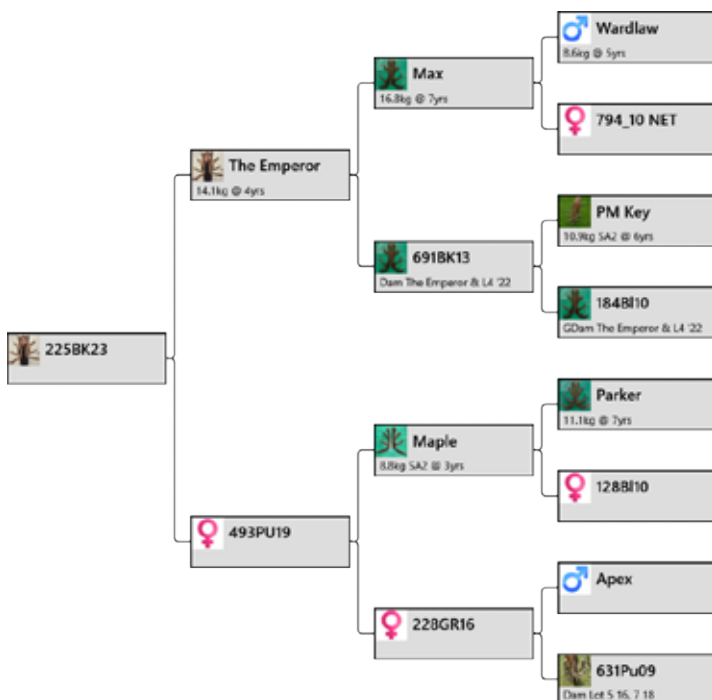 Wardlaw
8.6kg @ 5yrs
Max
16.8kg @ 7yrs
794_10 NET
The Emperor
14.1kg @ 4yrs
PM Key
10.9kg SA2 @ 6yrs
691BK13
Dam The Emperor & L4 '22
184Bl10
GDam The Emperor & L4 '22
225BK23
Parker
11.1kg @ 7yrs
Maple
8.8kg SA2 @ 3yrs
128Bl10
493PU19
Apex
228GR16
631Pu09
Dam Lot 5 16, 7 18